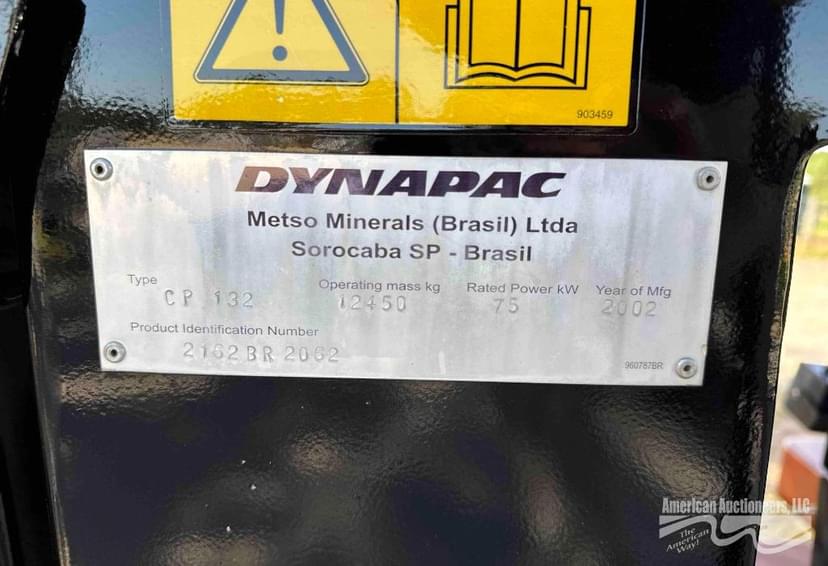 903459
DYNAPAC
Metso Minerals (Brasil) Ltda
Sorocaba SP - Brasil
Type Operating mass kg Rated Power kW Year of Mfg
CP 132 12450 75 2002
Product Identification Number
2162BR2062
960787BR
American Auctioneers, LLC
The
American
Way!